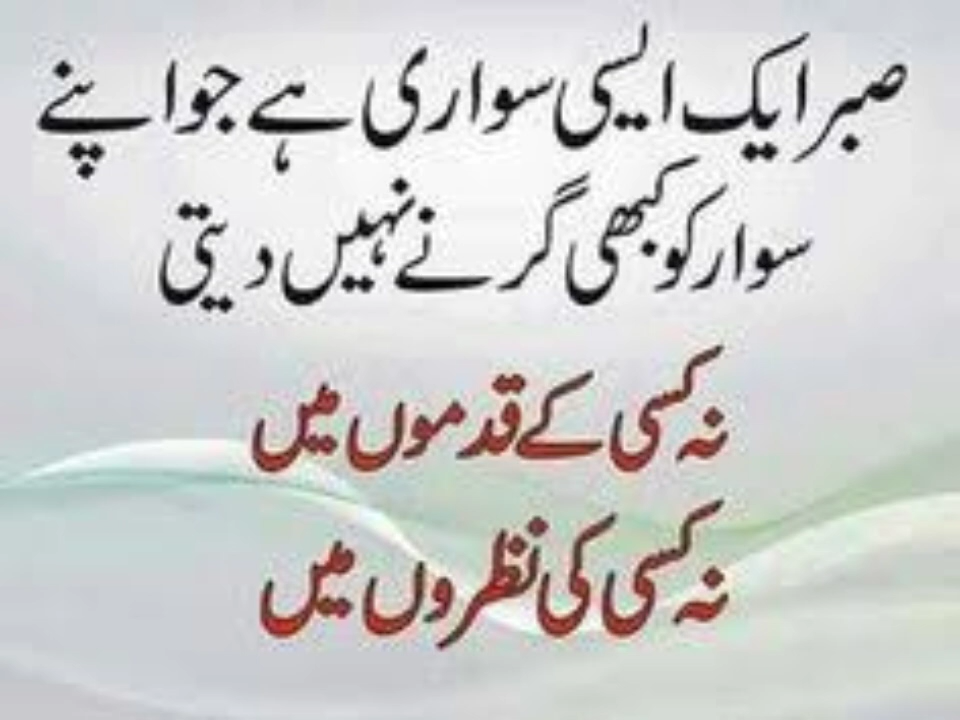 صبر ایک ایسی سواری ہے جو اپنے
سوار کو کبھی گرنے نہیں دیتی
نہ کسی کے قدموں میں
نہ کسی کی نظروں میں